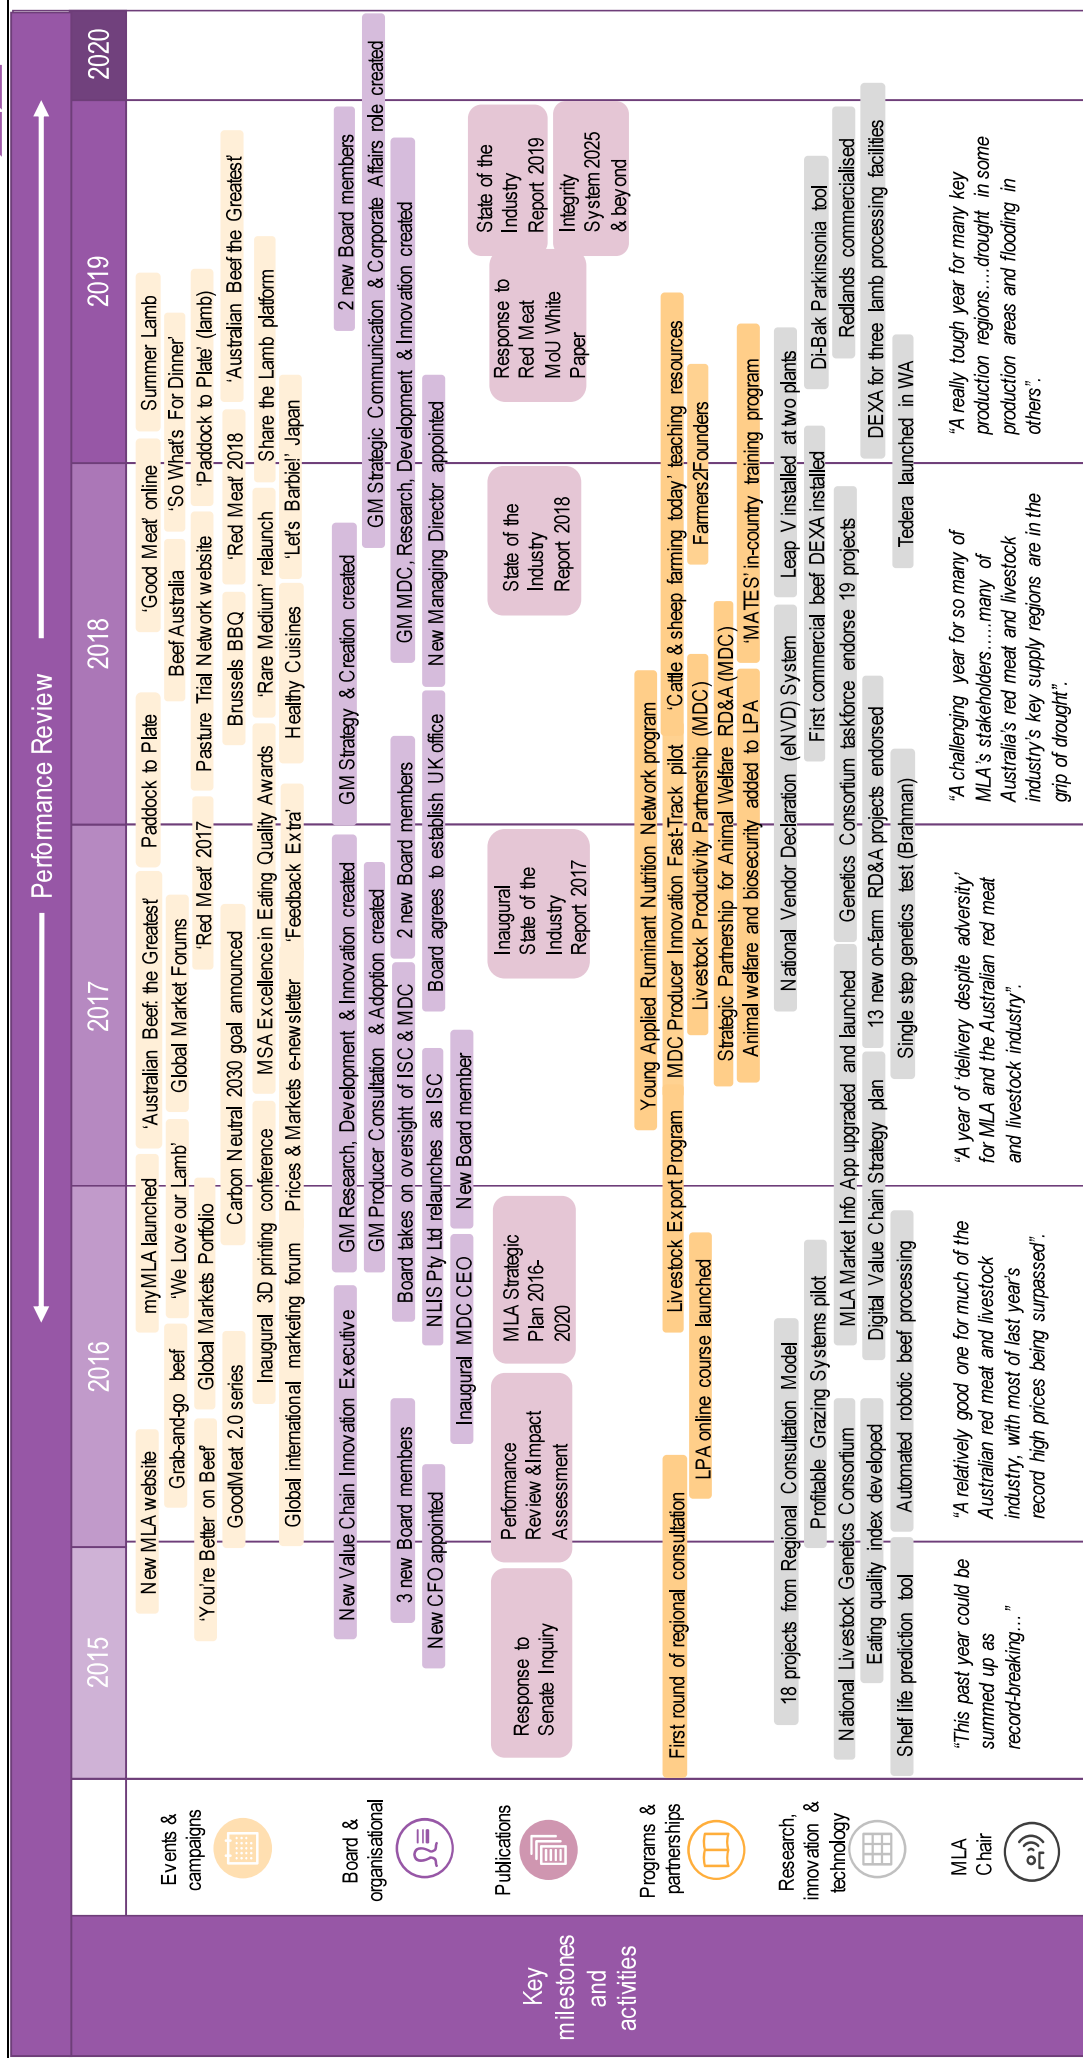 Performance Review
2015
2016
2017
2018
2019
2020
Key
milestones
and
activities
Events &
campaigns
New MLA website
myMLA launched
‘Australian Beef: the Greatest’
Paddock to Plate
‘Good Meat’ online
Summer Lamb
Grab-and-go beef
‘We Love our Lamb’
Global Market Forums
Beef Australia
‘So What’s For Dinner’
‘You’re Better on Beef’
Global Markets Portfolio
‘Red Meat’ 2017
Pasture Trial Network website
‘Paddock to Plate’ (lamb)
GoodMeat 2.0 series
Carbon Neutral 2030 goal announced
Brussels BBQ
‘Red Meat’ 2018
‘Australian Beef the Greatest’
Inaugural 3D printing conference
MSA Excellence in Eating Quality Awards
‘Rare Medium’ relaunch
Share the Lamb platform
Global international marketing forum
Prices & Markets e-newsletter
‘Feedback Extra’
Healthy Cuisines
‘Let’s Barbie!’ Japan
Board &
organisational
New Value Chain Innovation Executive
GM Research, Development & Innovation created
GM Strategy & Creation created
2 new Board members
GM Producer Consultation & Adoption created
GM Strategic Communication & Corporate Affairs role created
3 new Board members
Board takes on oversight of ISC & MDC
2 new Board members
GM MDC, Research, Development & Innovation created
New CFO appointed
NLIS Pty Ltd relaunches as ISC
Board agrees to establish UK office
New Managing Director appointed
Inaugural MDC CEO
New Board member
Publications
Response to
Senate Inquiry
Performance
Review & Impact
Assessment
MLA Strategic
Plan 2016-
2020
Inaugural
State of the
Industry
Report 2017
State of the
Industry
Report 2018
Response to
Red Meat
MoU White
Paper
State of the
Industry
Report 2019
Integrity
System 2025
& beyond
Programs &
partnerships
Young Applied Ruminant Nutrition Network program
First round of regional consultation
Livestock Export Program
MDC Producer Innovation Fast-Track pilot
‘Cattle & sheep farming today’ teaching resources
LPA online course launched
Livestock Productivity Partnership (MDC)
Farmers2Founders
Strategic Partnership for Animal Welfare RD&A (MDC)
Animal welfare and biosecurity added to LPA
‘MATES’ in-country training program
Research,
innovation &
technology
18 projects from Regional Consultation Model
National Vendor Declaration (eNVD) System
Leap V installed at two plants
Profitable Grazing Systems pilot
First commercial beef DEXA installed
Di-Bak Parkinsonia tool
National Livestock Genetics Consortium
MLA Market Info App upgraded and launched
Genetics Consortium taskforce endorse 19 projects
Redlands commercialised
Eating quality index developed
Digital Value Chain Strategy plan
13 new on-farm RD&A projects endorsed
DEXA for three lamb processing facilities
Shelf life prediction tool
Automated robotic beef processing
Single step genetics test (Brahman)
Tedera launched in WA
MLA
Chair
“This past year could be
summed up as
record-breaking…”
“A relatively good one for much of the
Australian red meat and livestock
industry, with most of last year’s
record high prices being surpassed”.
“A year of ‘delivery despite adversity’
for MLA and the Australian red meat
and livestock industry”.
“A challenging year for so many of
MLA’s stakeholders…..many of
Australia’s red meat and livestock
industry’s key supply regions are in the
grip of drought”.
“A really tough year for many key
production regions….drought in some
production areas and flooding in
others”.